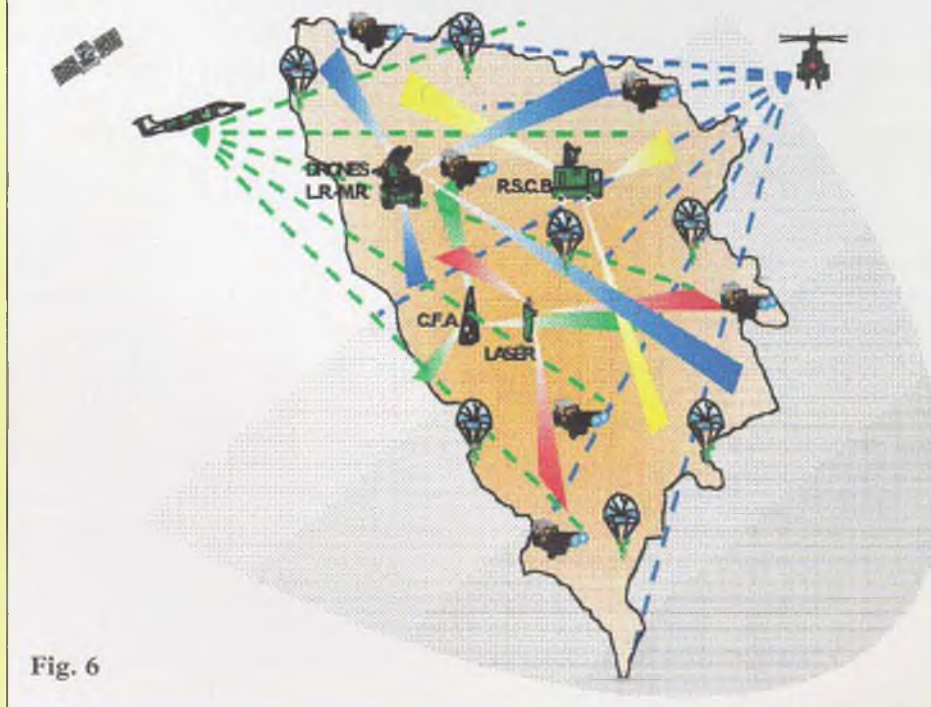 DRONES
L.R.-M.R.
R.S.C.B.
C.F.A.
LASER
Fig. 6